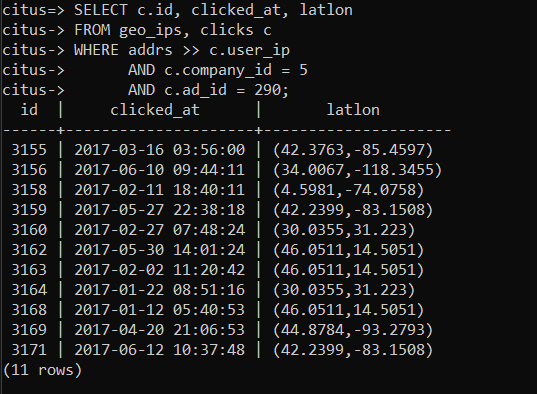 citus=> SELECT c.id, clicked_at, latlon
citus-> FROM geo_ips, clicks c
citus-> WHERE addrs >> c.user_ip
citus->       AND c.company_id = 5
citus->       AND c.ad_id = 290;
  id  |     clicked_at      |       latlon
------+---------------------+---------------------
 3155 | 2017-03-16 03:56:00 | (42.3763,-85.4597)
 3156 | 2017-06-10 09:44:11 | (34.0067,-118.3455)
 3158 | 2017-02-11 18:40:11 | (4.5981,-74.0758)
 3159 | 2017-05-27 22:38:18 | (42.2399,-83.1508)
 3160 | 2017-02-27 07:48:24 | (30.0355,31.223)
 3162 | 2017-05-30 14:01:24 | (46.0511,14.5051)
 3163 | 2017-02-02 11:20:42 | (46.0511,14.5051)
 3164 | 2017-01-22 08:51:16 | (30.0355,31.223)
 3168 | 2017-01-12 05:40:53 | (46.0511,14.5051)
 3169 | 2017-04-20 21:06:53 | (44.8784,-93.2793)
 3171 | 2017-06-12 10:37:48 | (42.2399,-83.1508)
(11 rows)